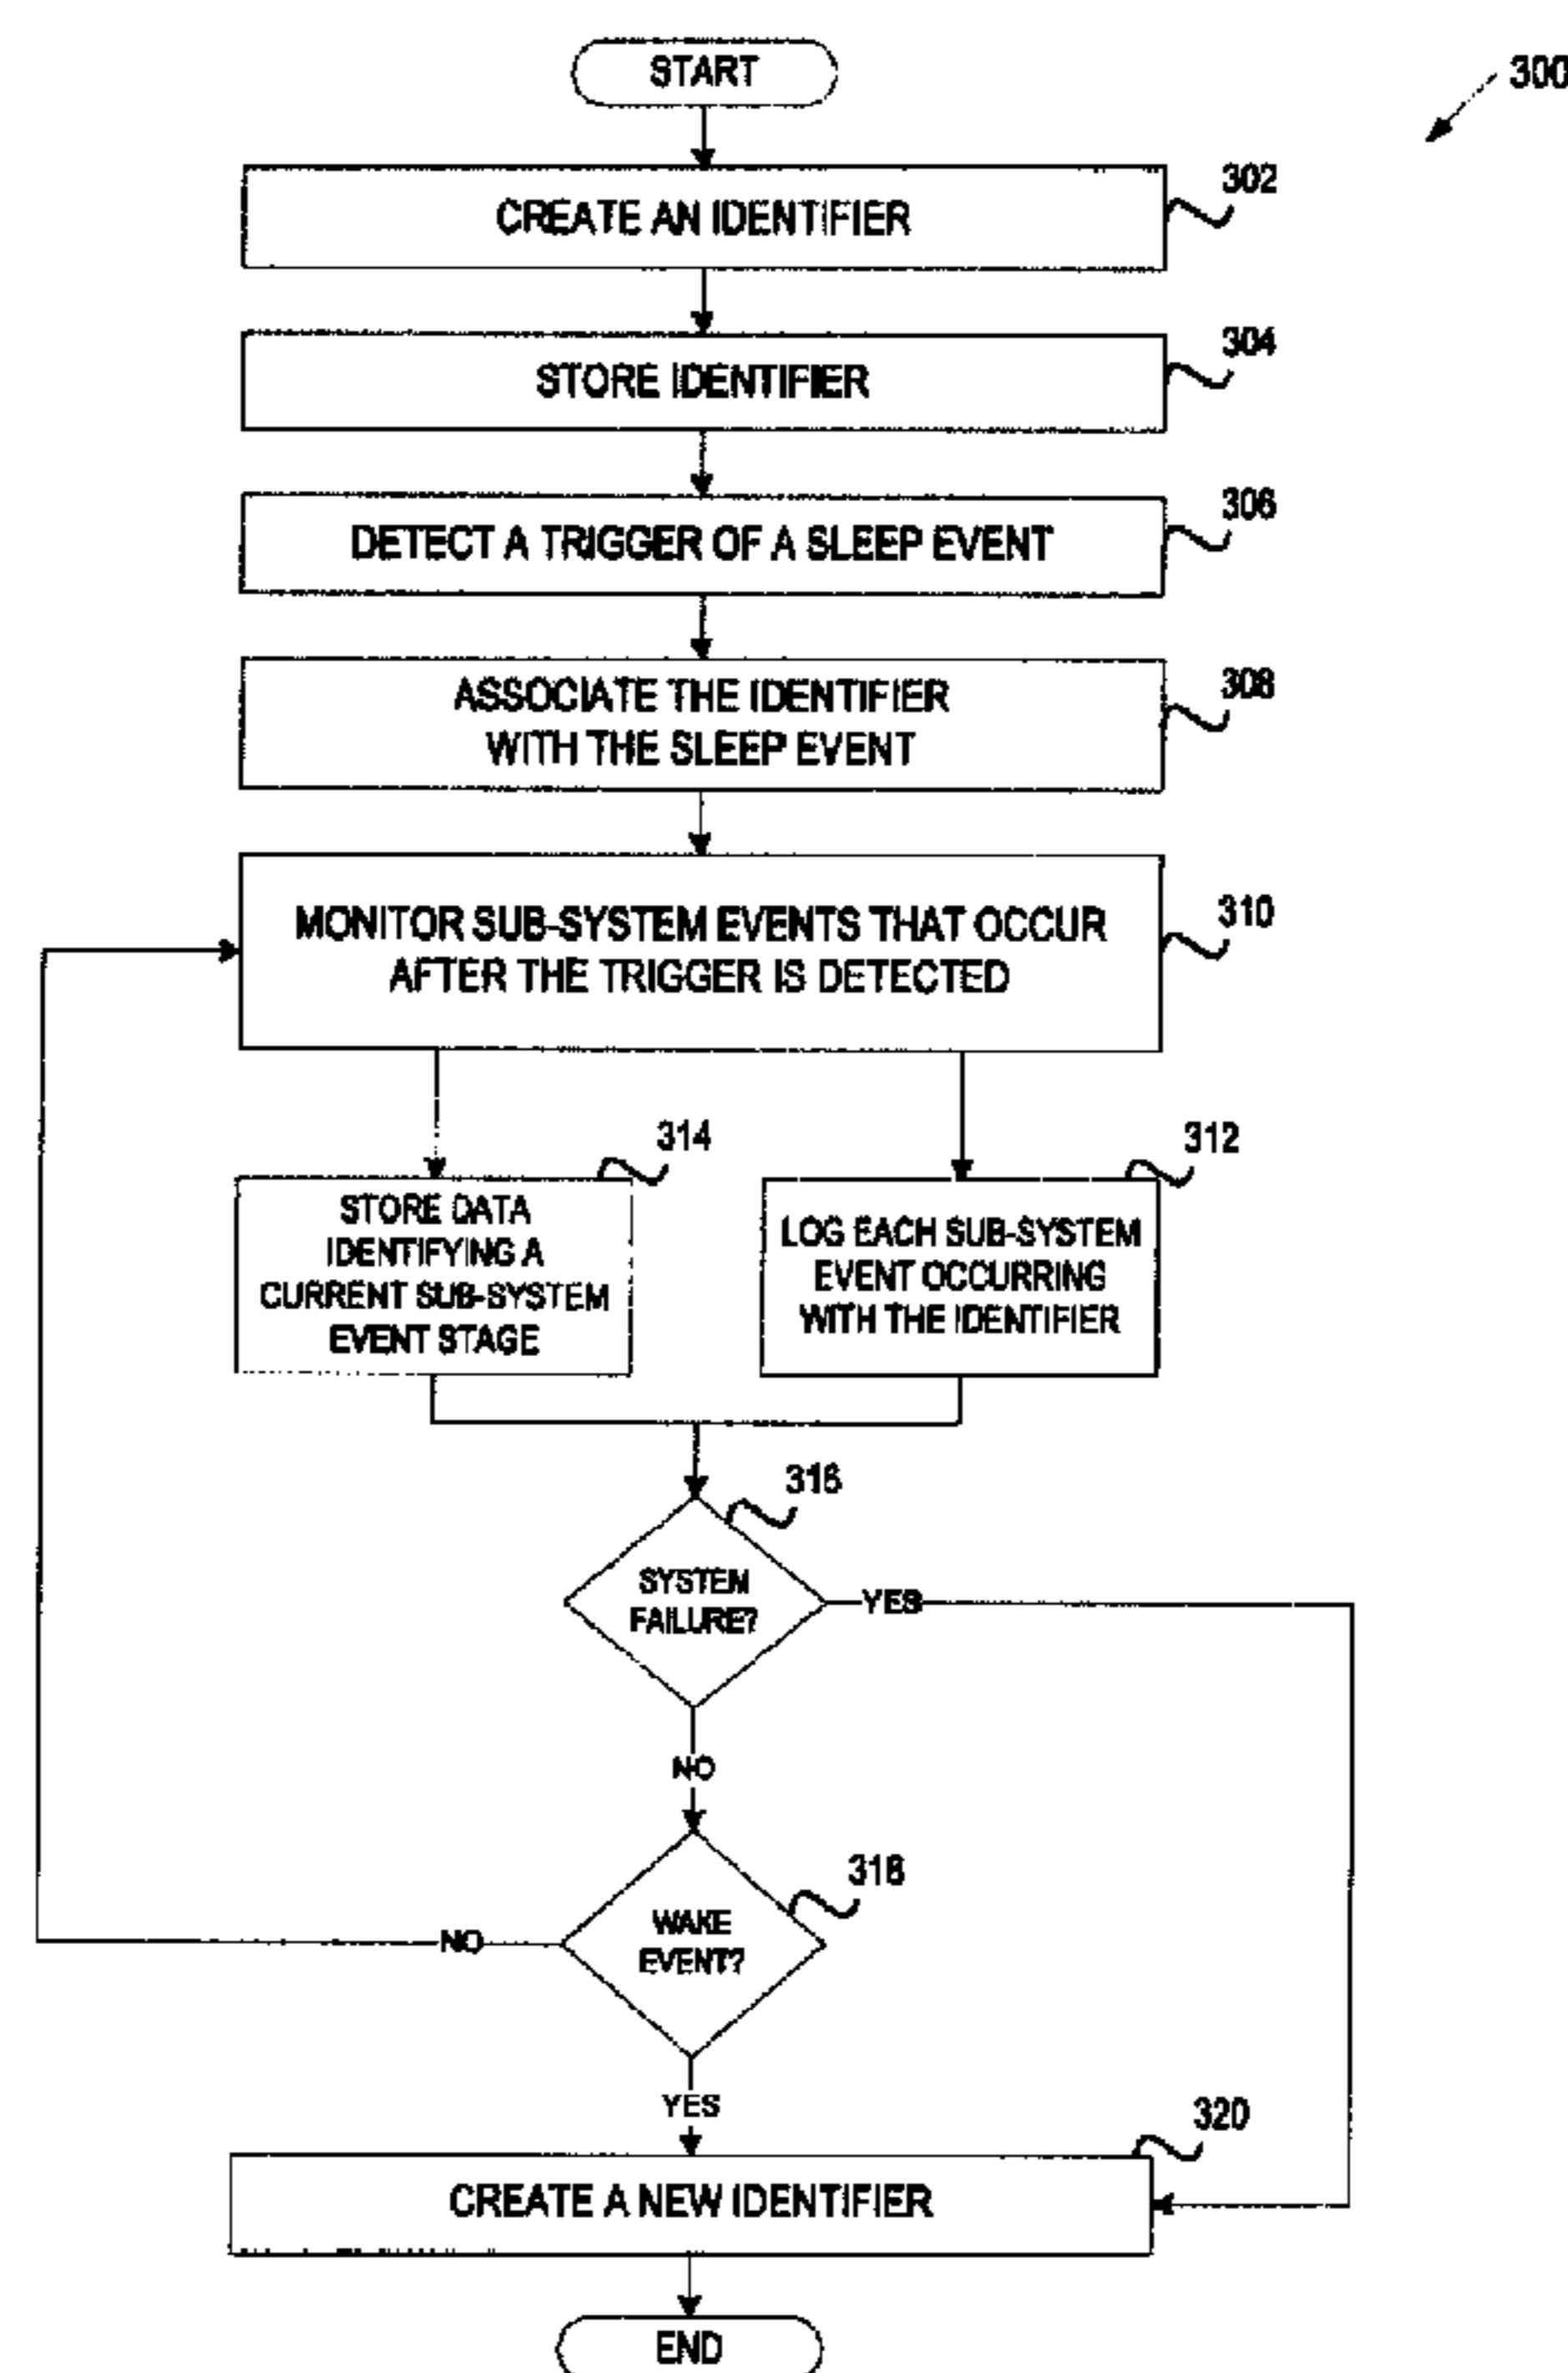 START
300
CREATE AN IDENTIFIER
302
STORE IDENTIFIER
304
DETECT A TRIGGER OF A SLEEP EVENT
306
ASSOCIATE THE IDENTIFIER
WITH THE SLEEP EVENT
308
MONITOR SUB-SYSTEM EVENTS THAT OCCUR
AFTER THE TRIGGER IS DETECTED
310
314
STORE DATA
IDENTIFYING A
CURRENT SUB-SYSTEM
EVENT STAGE
312
LOG EACH SUB-SYSTEM
EVENT OCCURRING
WITH THE IDENTIFIER
316
SYSTEM
FAILURE?
YES
NO
318
WAKE
EVENT?
NO
YES
320
CREATE A NEW IDENTIFIER
END